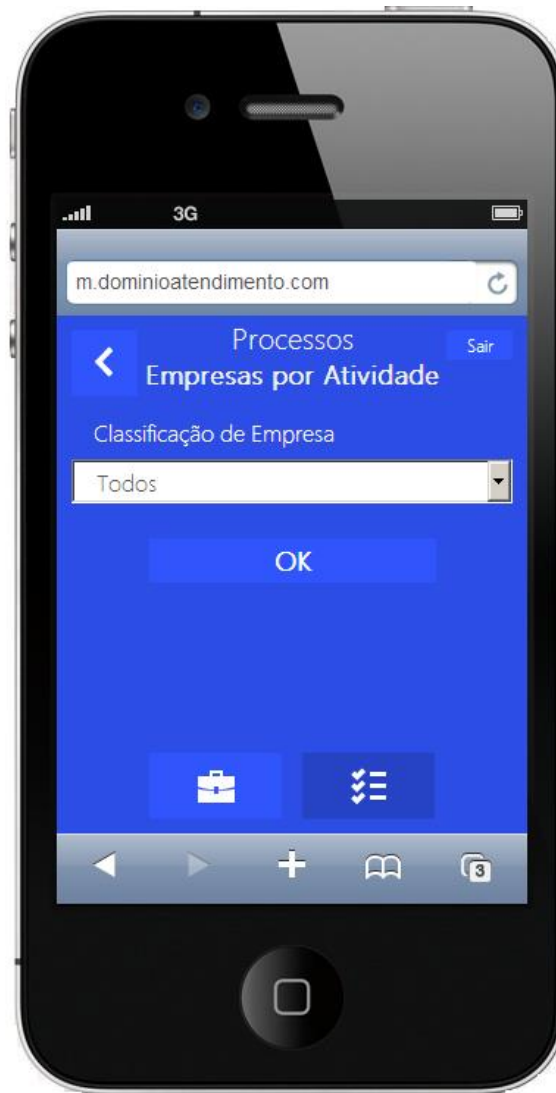 3G
m.dominioatendimento.com
Processos
Sair
Empresas por Atividade
Classificação de Empresa
Todos
OK
3